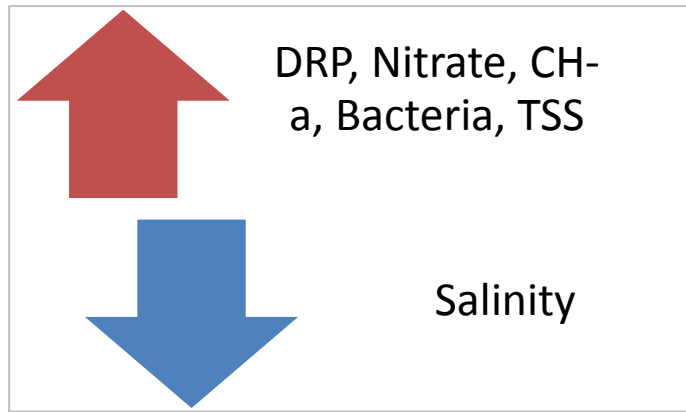 DRP, Nitrate, CH-
a, Bacteria, TSS
Salinity